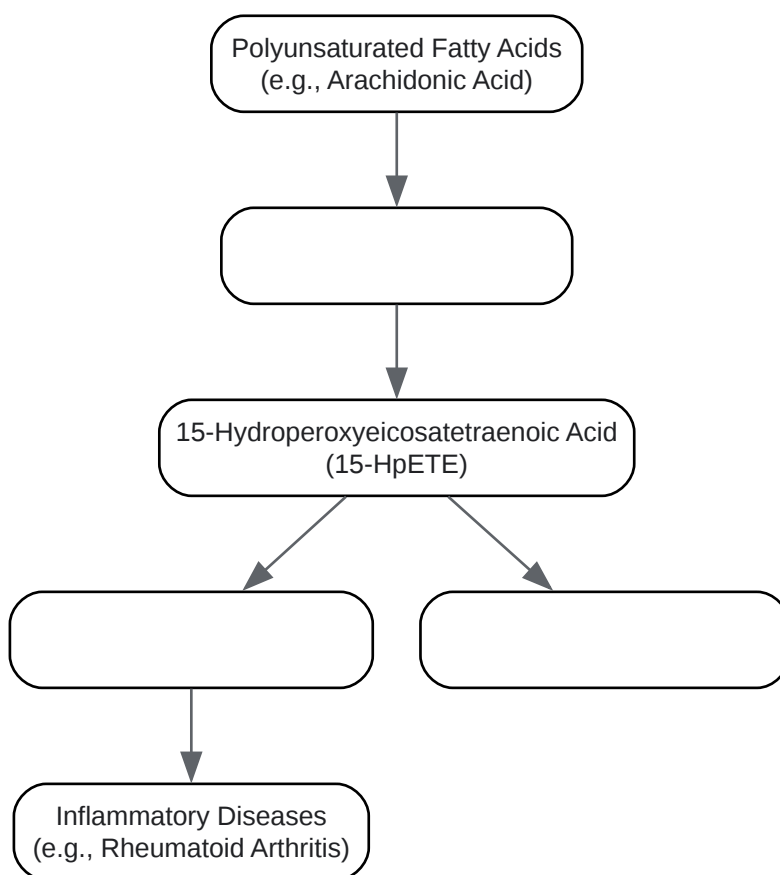 Polyunsaturated Fatty Acids
(e.g., Arachidonic Acid)
15-Hydroperoxyeicosatetraenoic Acid
(15-HpETE)
Inflammatory Diseases
(e.g., Rheumatoid Arthritis)